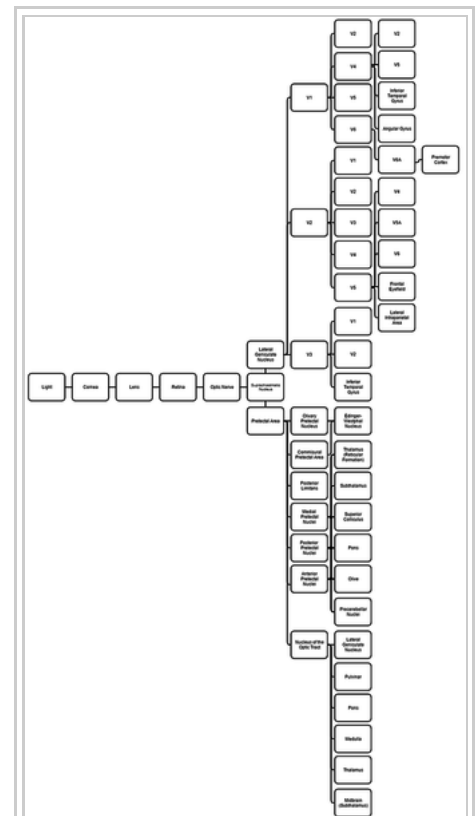 V2
V2
V4
V5
V1
V5
Inferior
Temporal
Gyrus
V6
Angular Gyrus
V6A
Premotor
Cortex
V1
V2
V4
V2
V3
V5A
V4
V6
V5
Frontal
Eyefield
Lateral
Intraparietal
Area
V1
Lateral
Geniculate
Nucleus
V3
V2
Light
Cornea
Lens
Retina
Optic Nerve
Suprachiasmatic
Nucleus
Inferior
Temporal
Gyrus
Pretectal Area
Olivary
Pretectal
Nucleus
Edinger-
Westphal
Nucleus
Commissural
Pretectal Area
Thalamus
(Reticular
Formation)
Posterior
Limitans
Subthalamus
Medial
Pretectal
Nuclei
Superior
Colliculus
Posterior
Pretectal
Nuclei
Pons
Anterior
Pretectal
Nuclei
Olive
Precerebellar
Nuclei
Nucleus of the
Optic Tract
Lateral
Geniculate
Nucleus
Pulvinar
Pons
Medulla
Thalamus
Midbrain
(Subthalamus)